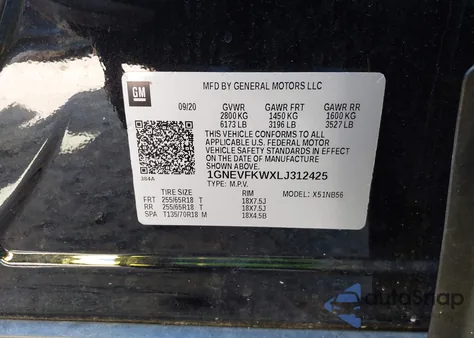 GM
MFD BY GENERAL MOTORS LLC
09/20 GVWR GAWR FRT GAWR RR
2800 KG 1450 KG 1600 KG
6173 LB 3196 LB 3527 LB
THIS VEHICLE CONFORMS TO ALL
APPLICABLE U.S. FEDERAL MOTOR
VEHICLE SAFETY STANDARDS IN EFFECT
ON THE DATE OF MANUFACTURE
SHOWN ABOVE.
1GNEVFKWXLJ312425
384A TYPE: M.P.V.
TIRE SIZE RIM MODEL: X51NB56
FRT 255/65R18 T 18X7.5J
RR 255/65R18 T 18X7.5J
SPA T135/70R18 M 18X4.5B
autoSnap